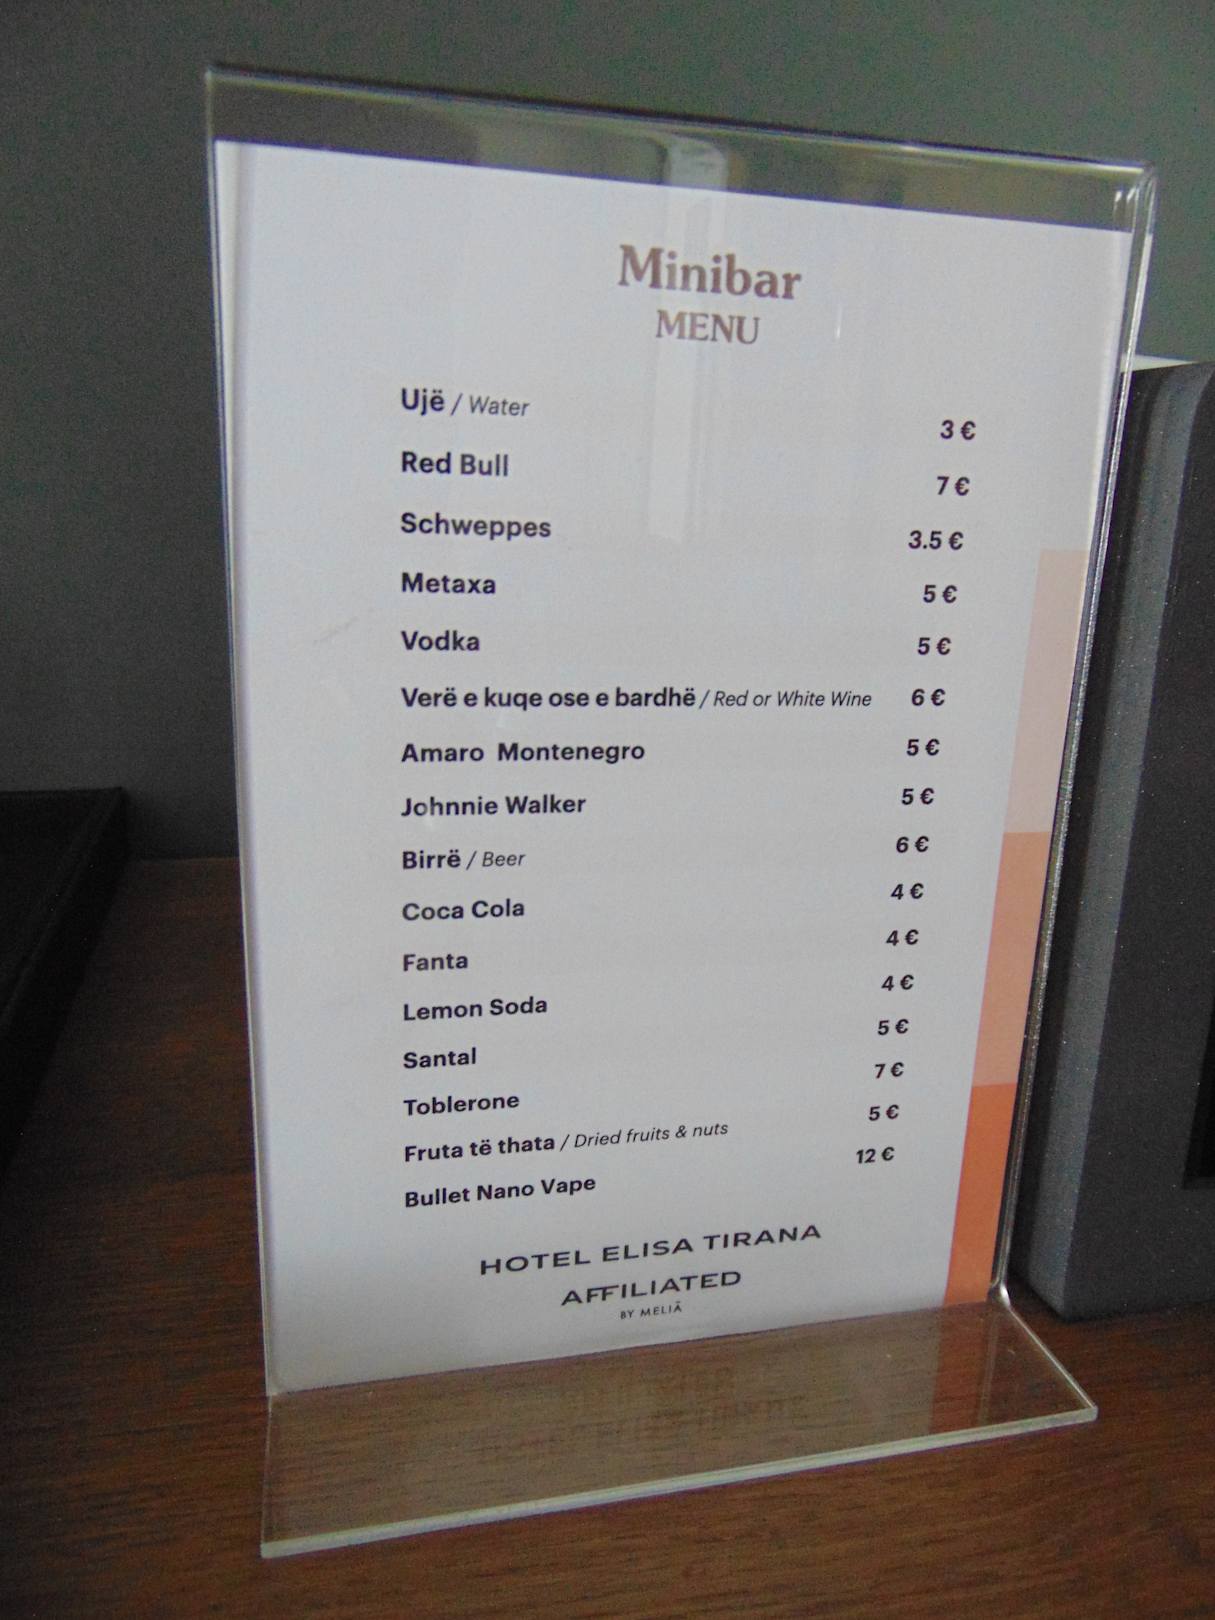 Minibar
MENU
Ujë / Water 3 €
Red Bull 7 €
Schweppes 3.5 €
Metaxa 5 €
Vodka 5 €
Verë e kuqe ose e bardhë / Red or White Wine 6 €
Amaro Montenegro 5 €
Johnnie Walker 5 €
Birrë / Beer 6 €
Coca Cola 4 €
Fanta 4 €
Lemon Soda 4 €
Santal 5 €
Toblerone 7 €
Fruta të thata / Dried fruits & nuts 5 €
Bullet Nano Vape 12 €
HOTEL ELISA TIRANA
AFFILIATED
BY MELIÃ